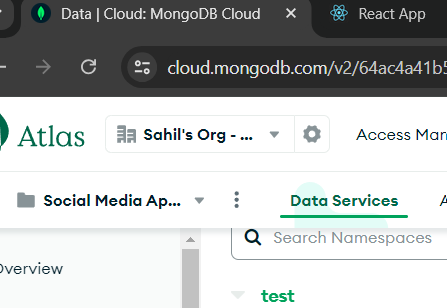 Data | Cloud: MongoDB Cloud
React App
cloud.mongodb.com/v2/64ac4a41b5
Atlas
Sahil's Org - ...
Access Man
Social Media Ap...
Data Services
A
Overview
Search Namespaces
test